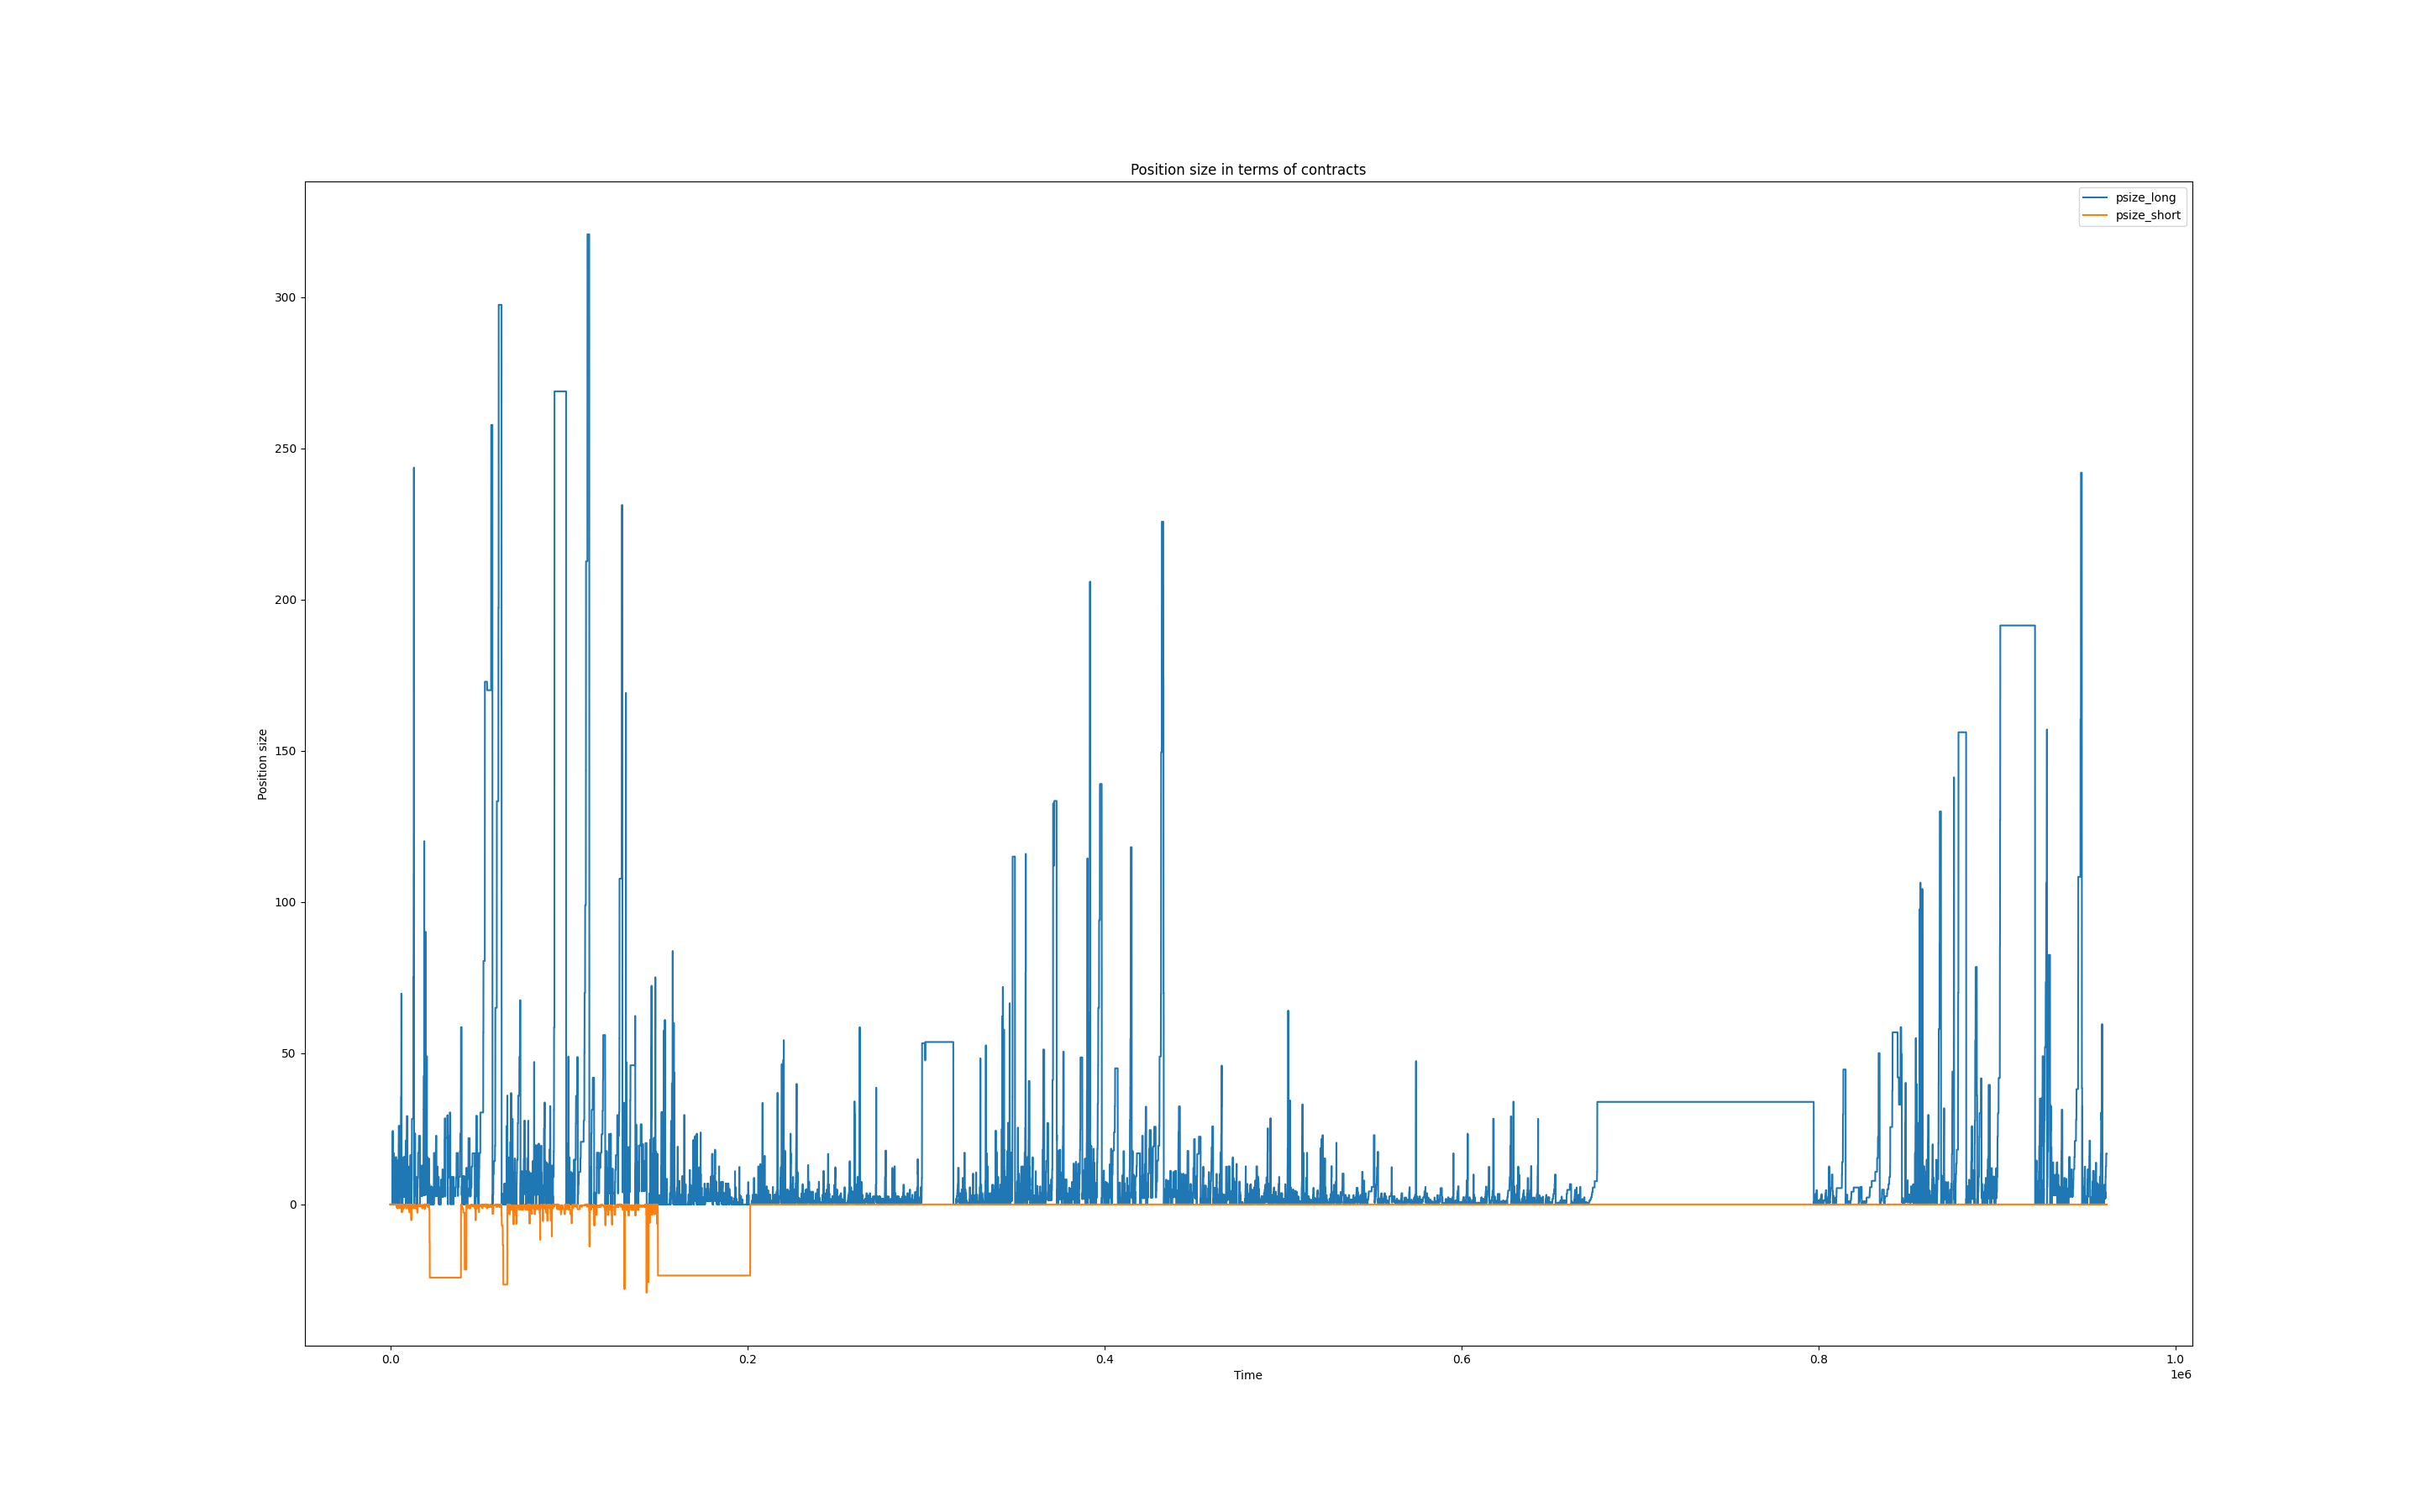 Position size in terms of contracts
psize_long
psize_short
300
250
200
150
100
50
0
Position size
0.0 0.2 0.4 0.6 0.8 1.0
Time
1e6